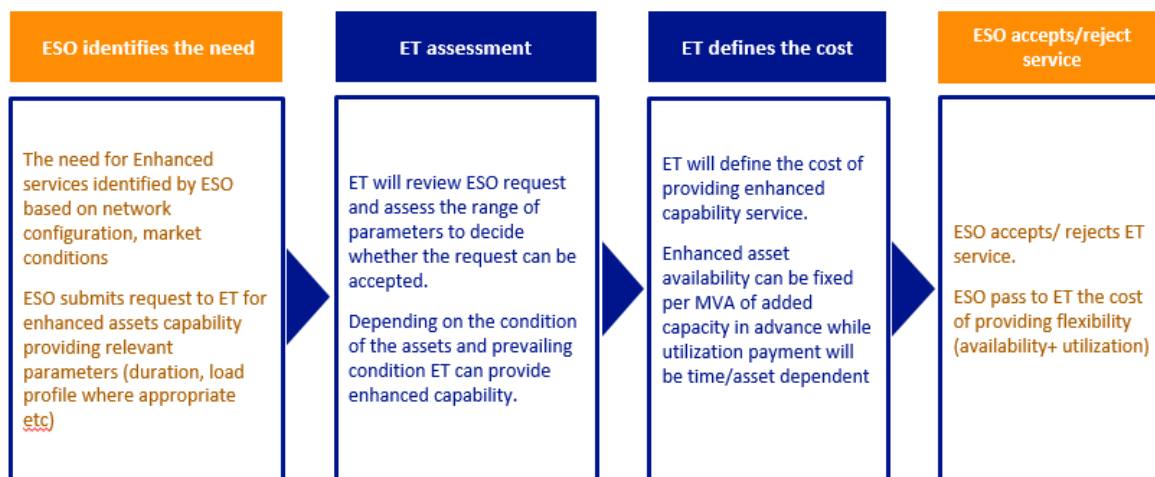 ESO identifies the need
The need for Enhanced
services identified by ESO
based on network
configuration, market
conditions
ESO submits request to ET for
enhanced assets capability
providing relevant
parameters (duration, load
profile where appropriate
etc)
ET assessment
ET will review ESO request
and assess the range of
parameters to decide
whether the request can be
accepted.
Depending on the condition
of the assets and prevailing
condition ET can provide
enhanced capability.
ET defines the cost
ET will define the cost of
providing enhanced
capability service.
Enhanced asset
availability can be fixed
per MVA of added
capacity in advance while
utilization payment will
be time/asset dependent
ESO accepts/reject
service
ESO accepts/ rejects ET
service.
ESO pass to ET the cost
of providing flexibility
(availability+ utilization)